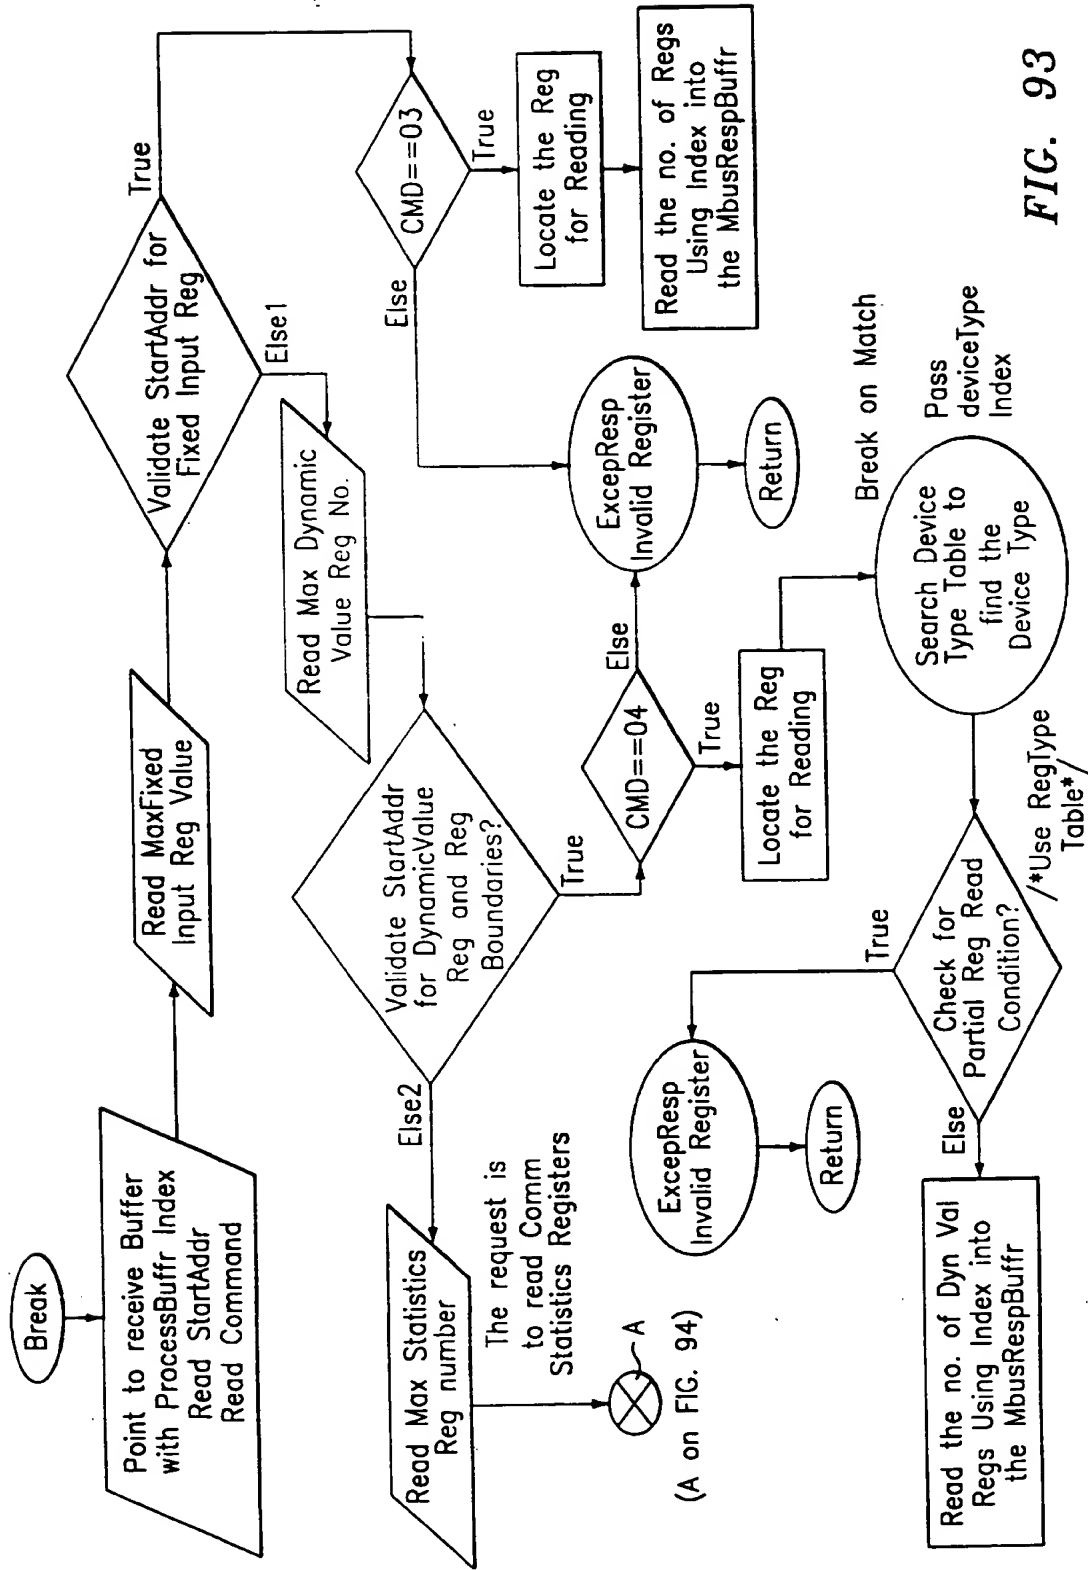 Break
Point to receive Buffer
with ProcessBuffr Index
Read StartAddr
Read Command
Read MaxFixed
Input Reg Value
Validate StartAddr for
Fixed Input Reg
True
Else1
CMD==03
Else
True
Locate the Reg
for Reading
Read the no. of Regs
Using Index into
the MbusRespBuffr
Read Max Dynamic
Value Reg No.
Validate StartAddr
for DynamicValue
Reg and Reg
Boundaries?
Else2
True
Read Max Statistics
Reg number
The request is
to read Comm
Statistics Registers
A
(A on FIG. 94)
CMD==04
Else
True
ExcepResp
Invalid Register
Return
Locate the Reg
for Reading
Search Device
Type Table to
find the
Device Type
Break on Match
Pass
deviceType
Index
Check for
Partial Reg Read
Condition?
/*Use RegType
Table*/
True
Else
ExcepResp
Invalid Register
Return
Read the no. of Dyn Val
Regs Using Index into
the MbusRespBuffr
FIG. 93